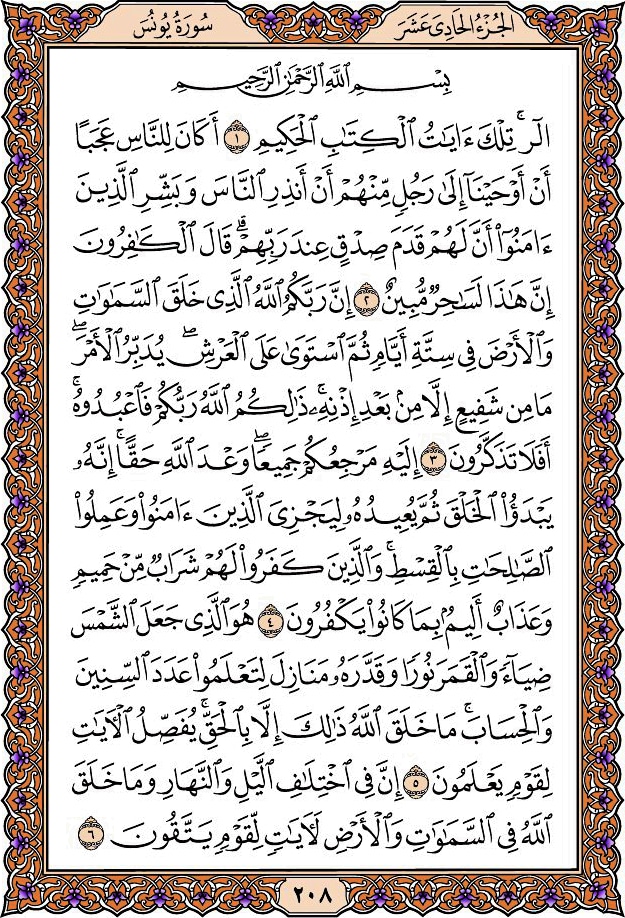 الجُزْءُ الحَادِى عَشَرَ
سُورَةُ يُونُسَ
بِسْمِ ٱللَّهِ ٱلرَّحْمَٰنِ ٱلرَّحِيمِ
الٓر ۚ تِلْكَ ءَايَٰتُ ٱلْكِتَٰبِ ٱلْحَكِيمِ ١ أَكَانَ لِلنَّاسِ عَجَبًا
أَنْ أَوْحَيْنَآ إِلَىٰ رَجُلٍ مِّنْهُمْ أَنْ أَنذِرِ ٱلنَّاسَ وَبَشِّرِ ٱلَّذِينَ
ءَامَنُوٓا۟ أَنَّ لَهُمْ قَدَمَ صِدْقٍ عِندَ رَبِّهِمْ ۗ قَالَ ٱلْكَٰفِرُونَ
إِنَّ هَٰذَا لَسَٰحِرٌ مُّبِينٌ ٢ إِنَّ رَبَّكُمُ ٱللَّهُ ٱلَّذِى خَلَقَ ٱلسَّمَٰوَٰتِ
وَٱلْأَرْضَ فِى سِتَّةِ أَيَّامٍ ثُمَّ ٱسْتَوَىٰ عَلَى ٱلْعَرْشِ ۖ يُدَبِّرُ ٱلْأَمْرَ ۖ
مَا مِن شَفِيعٍ إِلَّا مِنۢ بَعْدِ إِذْنِهِۦ ۚ ذَٰلِكُمُ ٱللَّهُ رَبُّكُمْ فَٱعْبُدُوهُ ۚ
أَفَلَا تَذَكَّرُونَ ٣ إِلَيْهِ مَرْجِعُكُمْ جَمِيعًا ۖ وَعْدَ ٱللَّهِ حَقًّا ۚ إِنَّهُۥ
يَبْدَؤُا۟ ٱلْخَلْقَ ثُمَّ يُعِيدُهُۥ لِيَجْزِىَ ٱلَّذِينَ ءَامَنُوا۟ وَعَمِلُوا۟
ٱلصَّٰلِحَٰتِ بِٱلْقِسْطِ ۚ وَٱلَّذِينَ كَفَرُوا۟ لَهُمْ شَرَابٌ مِّنْ حَمِيمٍ
وَعَذَابٌ أَلِيمٌۢ بِمَا كَانُوا۟ يَكْفُرُونَ ٤ هُوَ ٱلَّذِى جَعَلَ ٱلشَّمْسَ
ضِيَآءً وَٱلْقَمَرَ نُورًا وَقَدَّرَهُۥ مَنَازِلَ لِتَعْلَمُوا۟ عَدَدَ ٱلسِّنِينَ
وَٱلْحِسَابَ ۚ مَا خَلَقَ ٱللَّهُ ذَٰلِكَ إِلَّا بِٱلْحَقِّ ۚ يُفَصِّلُ ٱلْءَايَٰتِ
لِقَوْمٍ يَعْلَمُونَ ٥ إِنَّ فِى ٱخْتِلَٰفِ ٱلَّيْلِ وَٱلنَّهَارِ وَمَا خَلَقَ
ٱللَّهُ فِى ٱلسَّمَٰوَٰتِ وَٱلْأَرْضِ لَءَايَٰتٍ لِّقَوْمٍ يَتَّقُونَ ٦
٢٠٨